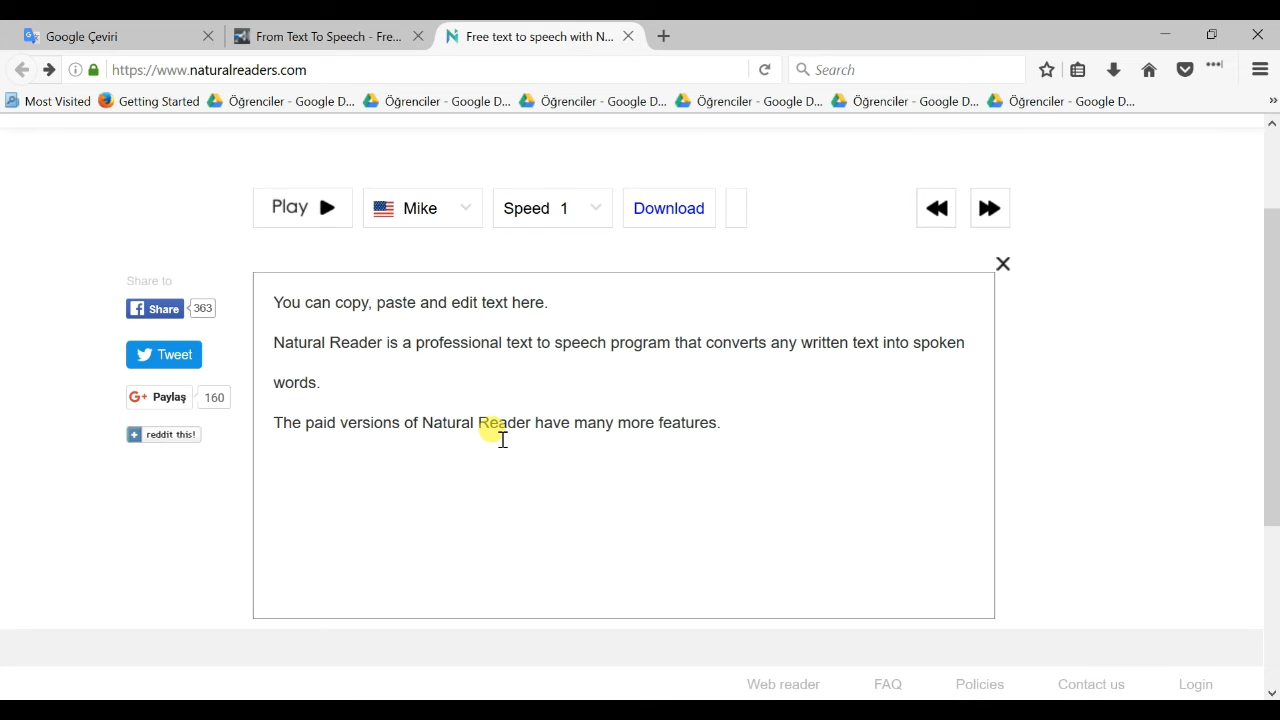 Google Çeviri
From Text To Speech - Fre...
Free text to speech with N...
https://www.naturalreaders.com
Search
Most Visited
Getting Started
Öğrenciler - Google D...
Öğrenciler - Google D...
Öğrenciler - Google D...
Öğrenciler - Google D...
Öğrenciler - Google D...
Öğrenciler - Google D...
Play
Mike
Speed 1
Download
Share to
Share 363
Tweet
G+ Paylaş 160
reddit this!
You can copy, paste and edit text here.
Natural Reader is a professional text to speech program that converts any written text into spoken
words.
The paid versions of Natural Reader have many more features.
Web reader
FAQ
Policies
Contact us
Login